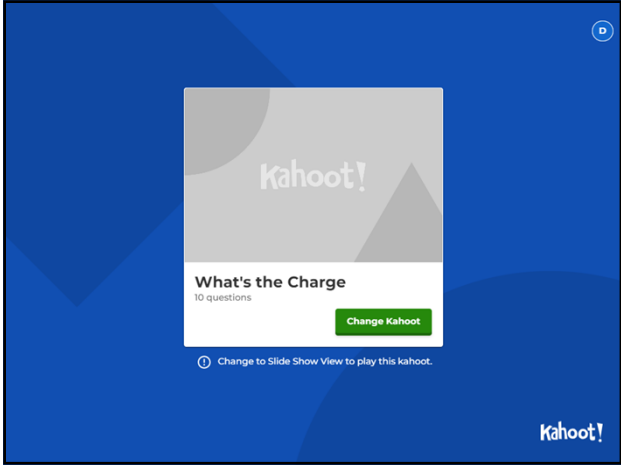 D
Kahoot!
What's the Charge
10 questions
Change Kahoot
Change to Slide Show View to play this kahoot.
Kahoot!